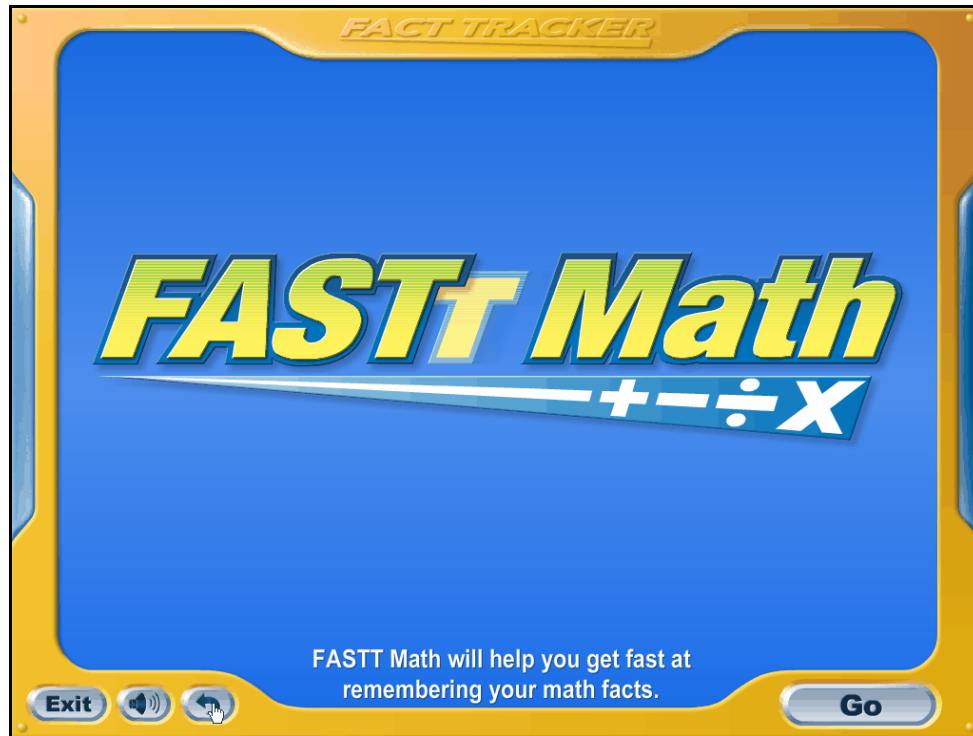 FACT TRACKER
FASTT Math
+−÷x
FASTT Math will help you get fast at
remembering your math facts.
Exit
Go